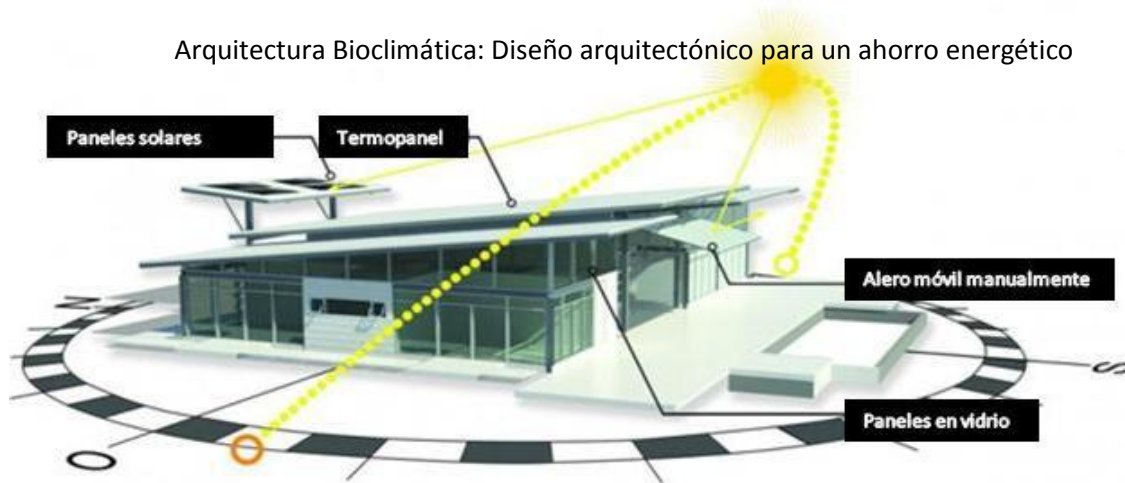 Arquitectura Bioclimática: Diseño arquitectónico para un ahorro energético
Paneles solares
Termopanel
Alero móvil manualmente
Paneles en vidrio
N
S
O